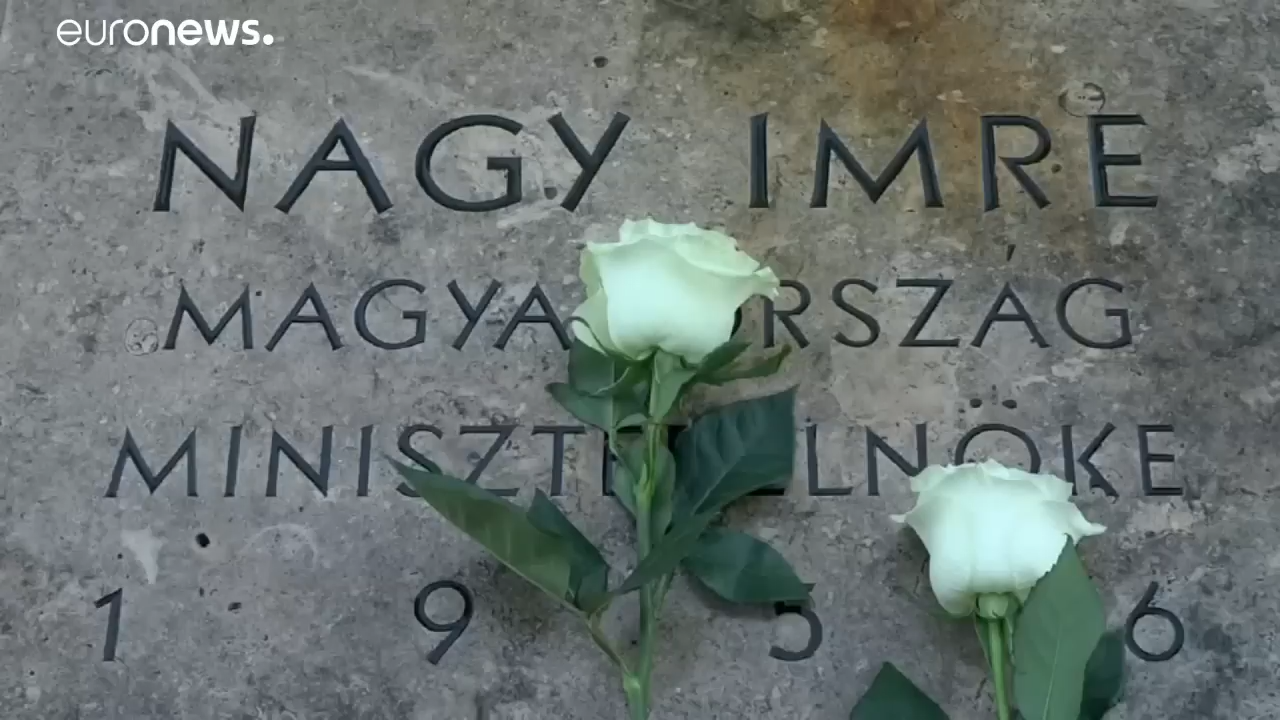 euronews.
NAGY IMRE
MAGYARORSZÁG
MINISZTERELNÖKE
1956